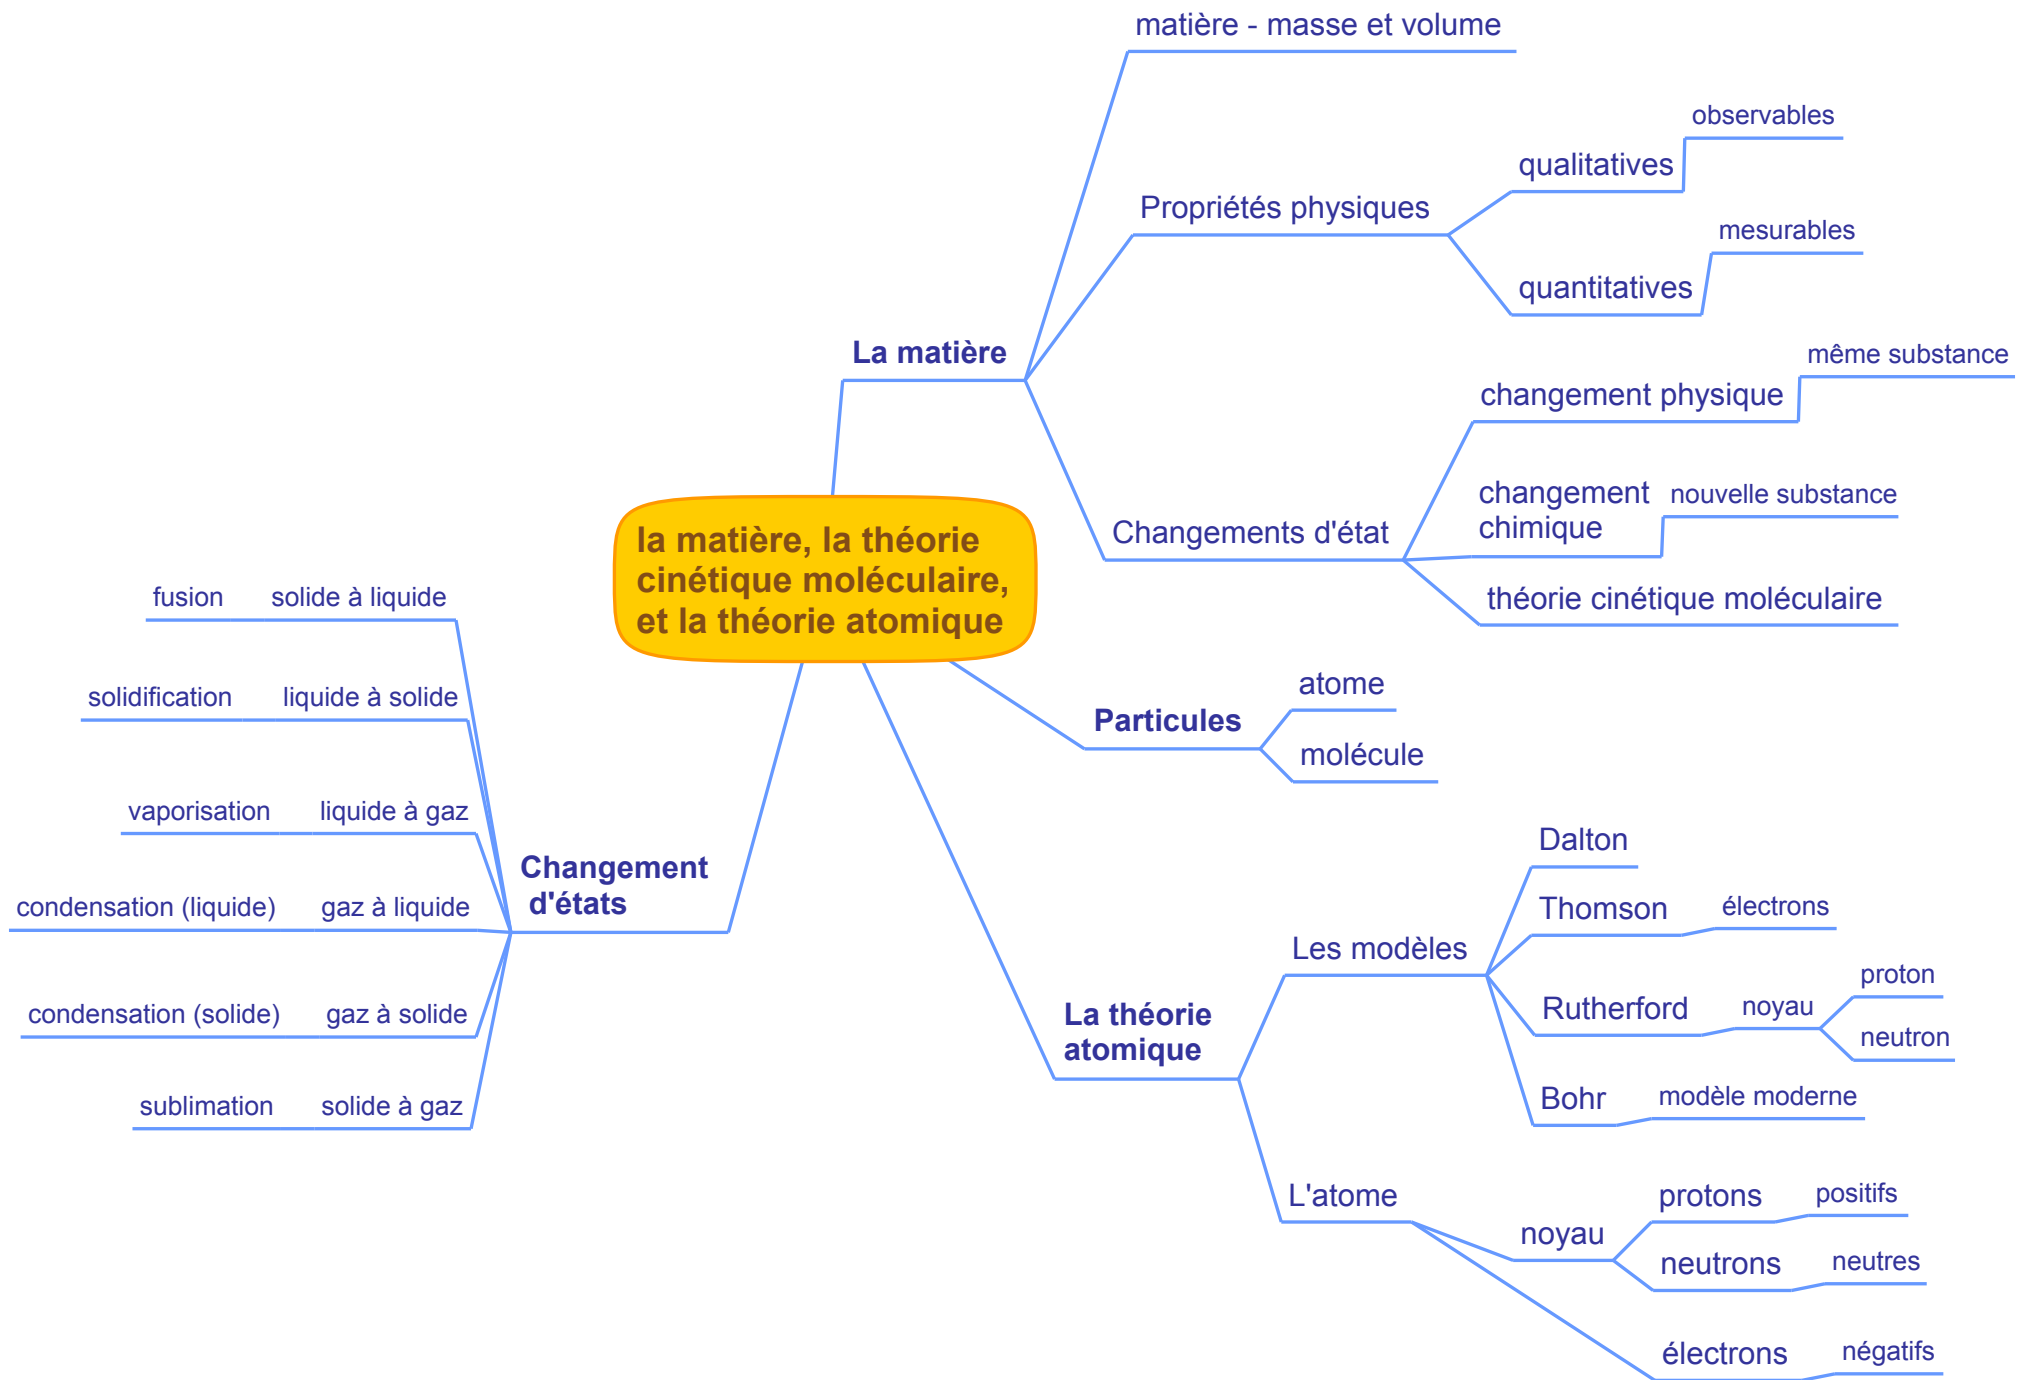 matière - masse et volume
observables
qualitatives
Propriétés physiques
mesurables
quantitatives
La matière
même substance
changement physique
changement
chimique
nouvelle substance
Changements d'état
théorie cinétique moléculaire
la matière, la théorie
cinétique moléculaire,
et la théorie atomique
fusion
solide à liquide
solidification
liquide à solide
vaporisation
liquide à gaz
condensation (liquide)
gaz à liquide
condensation (solide)
gaz à solide
sublimation
solide à gaz
Changement
d'états
Particules
atome
molécule
La théorie
atomique
Les modèles
Dalton
Thomson
électrons
Rutherford
noyau
proton
neutron
Bohr
modèle moderne
L'atome
noyau
protons
positifs
neutrons
neutres
électrons
négatifs